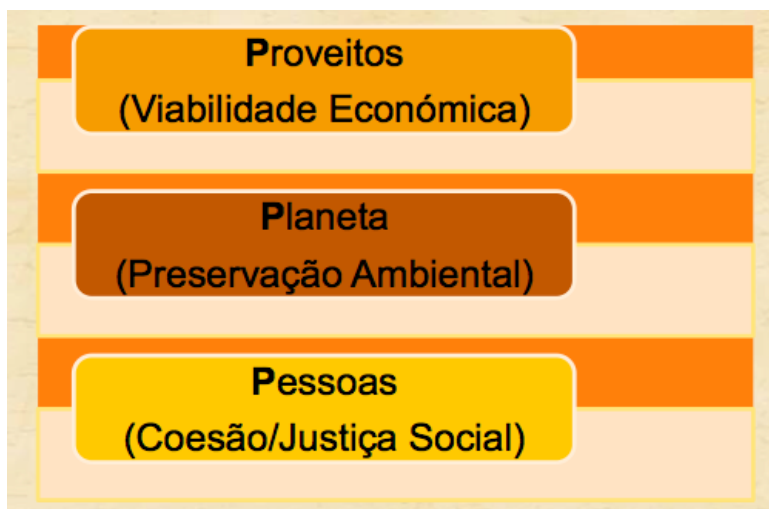 Proveitos
(Viabilidade Económica)
Planeta
(Preservação Ambiental)
Pessoas
(Coesão/Justiça Social)